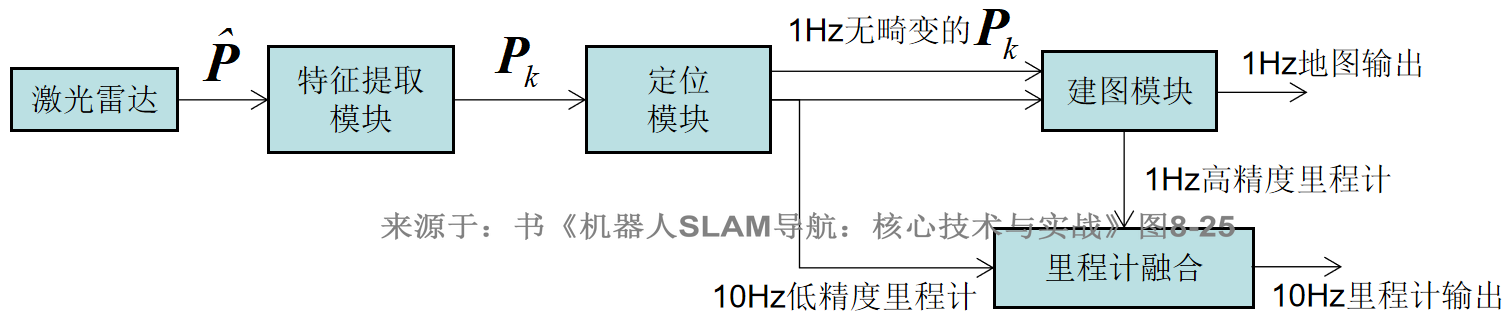 激光雷达
P̂
特征提取
模块
P_k
定位
模块
1Hz无畸变的P_k
建图模块
1Hz地图输出
1Hz高精度里程计
来源于：书《机器人SLAM导航：核心技术与实战》图8-25
10Hz低精度里程计
里程计融合
10Hz里程计输出